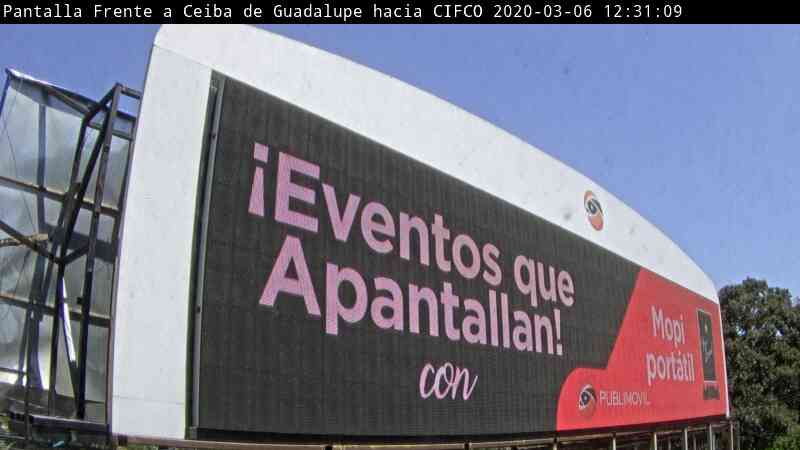 Pantalla Frente a Ceiba de Guadalupe hacia CIFCO 2020-03-06 12:31:09
¡Eventos que
Apantallan!
con
Mopi
portátil
PUBLIMOVIL